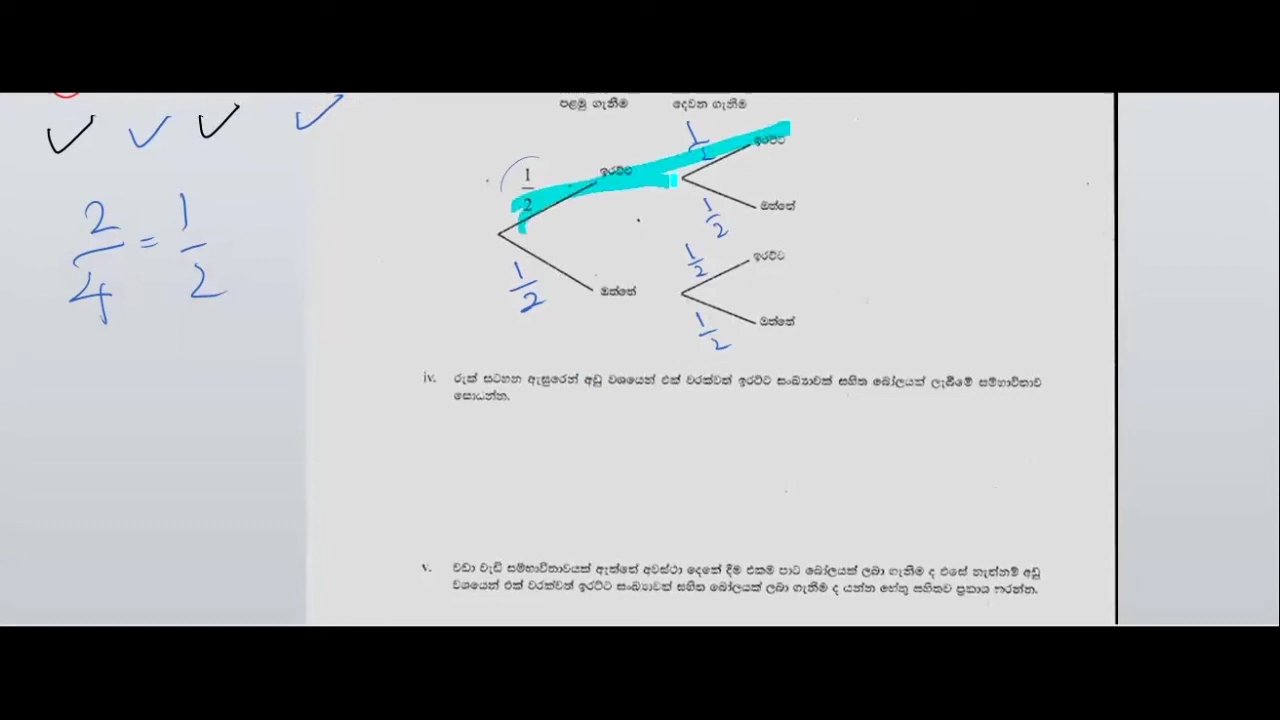 පළමු ගැනීම දෙවන ගැනීම
1/2 ඉරට්ට 1/2 ඉරට්ට
1/2 ඔත්තේ
1/2 ඔත්තේ 1/2 ඉරට්ට
1/2 ඔත්තේ
2/4 = 1/2
iv. රුක් සටහන ඇසුරෙන් අඩු වශයෙන් එක් වරක්වත් ඉරට්ට සංඛ්‍යාවක් සහිත බෝලයක් ලැබීමේ සම්භාවිතාව
සොයන්න.
v. වඩා වැඩි සම්භාවිතාවයක් ඇත්තේ අවස්ථා දෙකේ දීම එකම පාට බෝලයක් ලබා ගැනීම ද එසේ නැත්නම් අඩු
වශයෙන් එක් වරක්වත් ඉරට්ට සංඛ්‍යාවක් සහිත බෝලයක් ලබා ගැනීම ද යන්න හේතු සහිතව ප්‍රකාශ කරන්න.